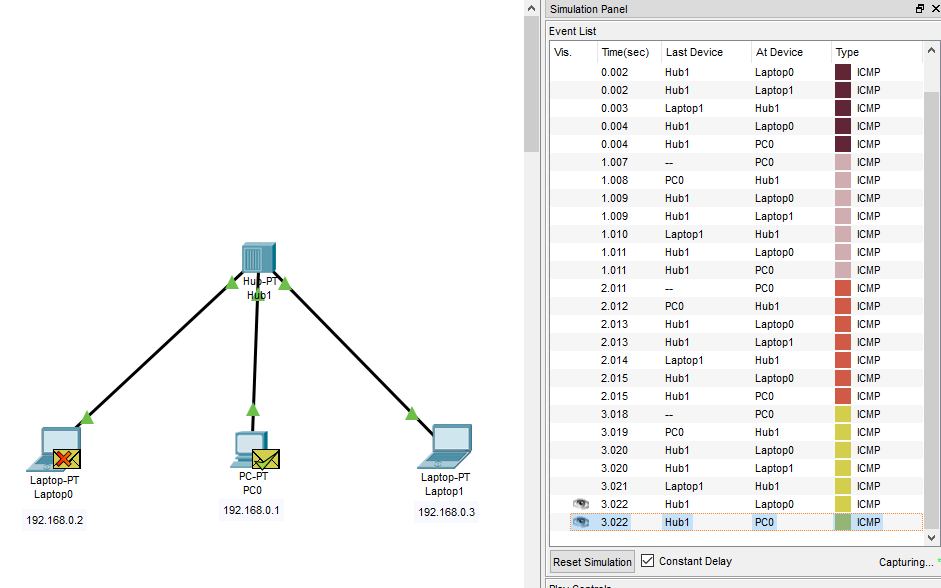 Simulation Panel
Event List
Vis. Time(sec) Last Device At Device Type
0.002 Hub1 Laptop0 ICMP
0.002 Hub1 Laptop1 ICMP
0.003 Laptop1 Hub1 ICMP
0.004 Hub1 Laptop0 ICMP
0.004 Hub1 PC0 ICMP
1.007 -- PC0 ICMP
1.008 PC0 Hub1 ICMP
1.009 Hub1 Laptop0 ICMP
1.009 Hub1 Laptop1 ICMP
1.010 Laptop1 Hub1 ICMP
1.011 Hub1 Laptop0 ICMP
1.011 Hub1 PC0 ICMP
2.011 -- PC0 ICMP
2.012 PC0 Hub1 ICMP
2.013 Hub1 Laptop0 ICMP
2.013 Hub1 Laptop1 ICMP
2.014 Laptop1 Hub1 ICMP
2.015 Hub1 Laptop0 ICMP
2.015 Hub1 PC0 ICMP
3.018 -- PC0 ICMP
3.019 PC0 Hub1 ICMP
3.020 Hub1 Laptop0 ICMP
3.020 Hub1 Laptop1 ICMP
3.021 Laptop1 Hub1 ICMP
3.022 Hub1 Laptop0 ICMP
3.022 Hub1 PC0 ICMP
Reset Simulation Constant Delay Capturing...
Hub-PT
Hub1
Laptop-PT
Laptop0
192.168.0.2
PC-PT
PC0
192.168.0.1
Laptop-PT
Laptop1
192.168.0.3